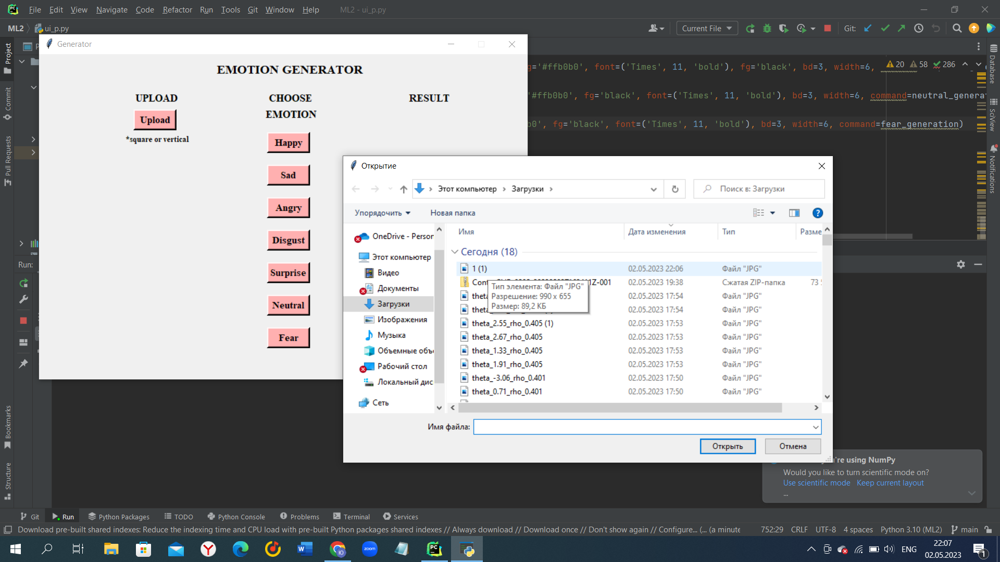 File Edit View Navigate Code Refactor Run Tools Git Window Help ML2 - ui_p.py
ML2 ui_p.py Current File Git:
Generator
EMOTION GENERATOR
UPLOAD
Upload
*square or vertical
CHOOSE
EMOTION
Happy
Sad
Angry
Disgust
Surprise
Neutral
Fear
RESULT
='#ffb0b0', font=('Times', 11, 'bold'), fg='black', bd=3, width=6,
20 58 286
'#ffb0b0', fg='black', font=('Times', 11, 'bold'), bd=3, width=6, command=neutral_generat
b0', fg='black', font=('Times', 11, 'bold'), bd=3, width=6, command=fear_generation)
Project
Commit
Pull Requests
Bookmarks
Structure
Database
SciView
Notifications
Run:
Открытие
Этот компьютер Загрузки
Поиск в: Загрузки
Упорядочить Новая папка
OneDrive - Person
Этот компьютер
Видео
Документы
Загрузки
Изображения
Музыка
Объемные объ
Рабочий стол
Локальный дис
Сеть
Имя Дата изменения Тип Разме
Сегодня (18)
1 (1) 02.05.2023 22:06 Файл "JPG"
Cont 1Z-001 02.05.2023 19:38 Сжатая ZIP-папка 73
theta 02.05.2023 17:54 Файл "JPG"
theta 02.05.2023 17:54 Файл "JPG"
theta_2.55_rho_0.405 (1) 02.05.2023 17:53 Файл "JPG"
theta_2.67_rho_0.405 02.05.2023 17:53 Файл "JPG"
theta_1.33_rho_0.405 02.05.2023 17:53 Файл "JPG"
theta_1.91_rho_0.405 02.05.2023 17:53 Файл "JPG"
theta_-3.06_rho_0.401 02.05.2023 17:50 Файл "JPG"
theta_0.71_rho_0.401 02.05.2023 17:50 Файл "JPG"
Тип элемента: Файл "JPG"
Разрешение: 990 x 655
Размер: 89,2 КБ
Имя файла:
Открыть Отмена
're using NumPy
Would you like to turn scientific mode on?
Use scientific mode Keep current layout
...
Git Run Python Packages TODO Python Console Problems Terminal Services
Download pre-built shared indexes: Reduce the indexing time and CPU load with pre-built Python packages shared indexes // Always download // Download once // Don't show again // Configure... (... (a minute
752:29 CRLF UTF-8 4 spaces Python 3.10 (ML2) main
zoom
ENG
22:07
02.05.2023
1